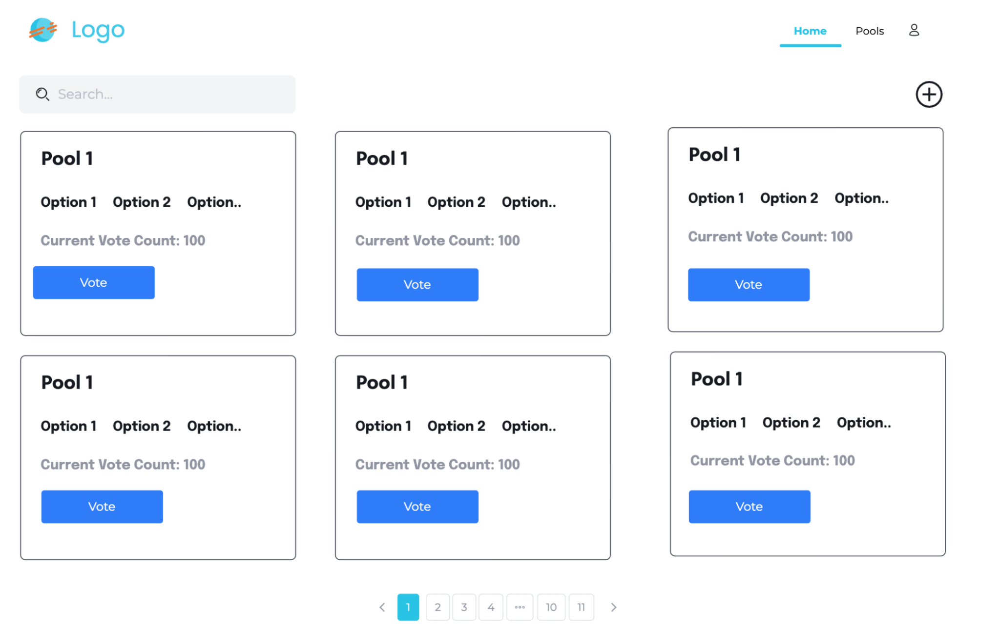 Logo
Home Pools
Search...
Pool 1
Option 1 Option 2 Option..
Current Vote Count: 100
Vote
Pool 1
Option 1 Option 2 Option..
Current Vote Count: 100
Vote
Pool 1
Option 1 Option 2 Option..
Current Vote Count: 100
Vote
Pool 1
Option 1 Option 2 Option..
Current Vote Count: 100
Vote
Pool 1
Option 1 Option 2 Option..
Current Vote Count: 100
Vote
Pool 1
Option 1 Option 2 Option..
Current Vote Count: 100
Vote
1 2 3 4 ••• 10 11